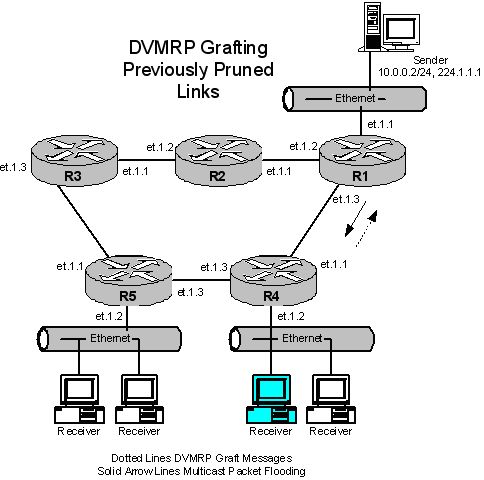 DVMRP Grafting
Previously Pruned
Links
Sender
10.0.0.2/24, 224.1.1.1
Ethernet
et.1.1
et.1.2
et.1.2
et.1.3
R3
et.1.1
R2
et.1.1
R1
et.1.3
et.1.1
et.1.3
et.1.1
R5
et.1.3
R4
et.1.2
et.1.2
Ethernet
Ethernet
Receiver
Receiver
Receiver
Receiver
Dotted Lines DVMRP Graft Messages
Solid Arrow Lines Multicast Packet Flooding